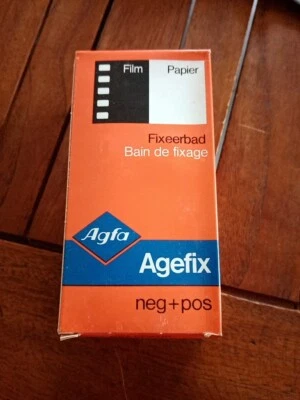 Film Papier
Fixeerbad
Bain de fixage
Agfa
Agefix
neg+pos